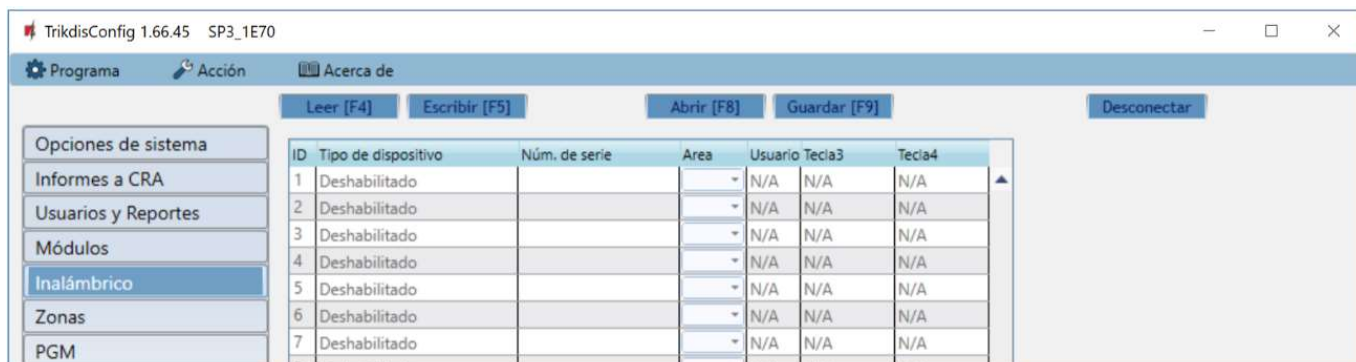 TrikdisConfig 1.66.45 SP3_1E70
Programa Acción Acerca de
Leer [F4] Escribir [F5] Abrir [F8] Guardar [F9] Desconectar
Opciones de sistema
Informes a CRA
Usuarios y Reportes
Módulos
Inalámbrico
Zonas
PGM
ID Tipo de dispositivo Núm. de serie Area Usuario Tecla3 Tecla4
1 Deshabilitado N/A N/A N/A
2 Deshabilitado N/A N/A N/A
3 Deshabilitado N/A N/A N/A
4 Deshabilitado N/A N/A N/A
5 Deshabilitado N/A N/A N/A
6 Deshabilitado N/A N/A N/A
7 Deshabilitado N/A N/A N/A